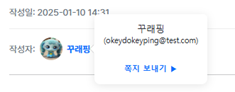 작성일: 2025-01-10 14:31
꾸래핑
(okeydokeyping@test.com)
작성자: 꾸래핑
쪽지 보내기 ▶